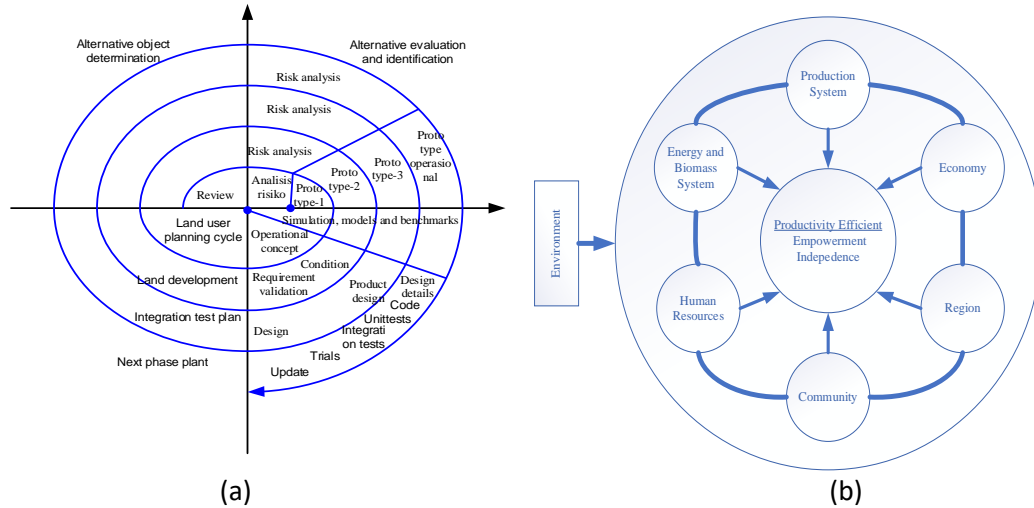 Alternative object
determination
Alternative evaluation
and identification
Risk analysis
Risk analysis
Risk analysis
Analisis
risiko
Review
Proto
type-1
Proto
type-2
Proto
type-3
Proto
type
operasio
nal
Simulation, models and benchmarks
Land user
planning cycle
Operational
concept
Land development
Condition
Requirement
validation
Integration test plan
Design
Product
design
Design
details
Code
Unittests
Integrati
on tests
Trials
Update
Next phase plant
(a)
Environment
Production
System
Energy and
Biomass
System
Economy
Productivity Efficient
Empowerment
Indepedence
Human
Resources
Region
Community
(b)